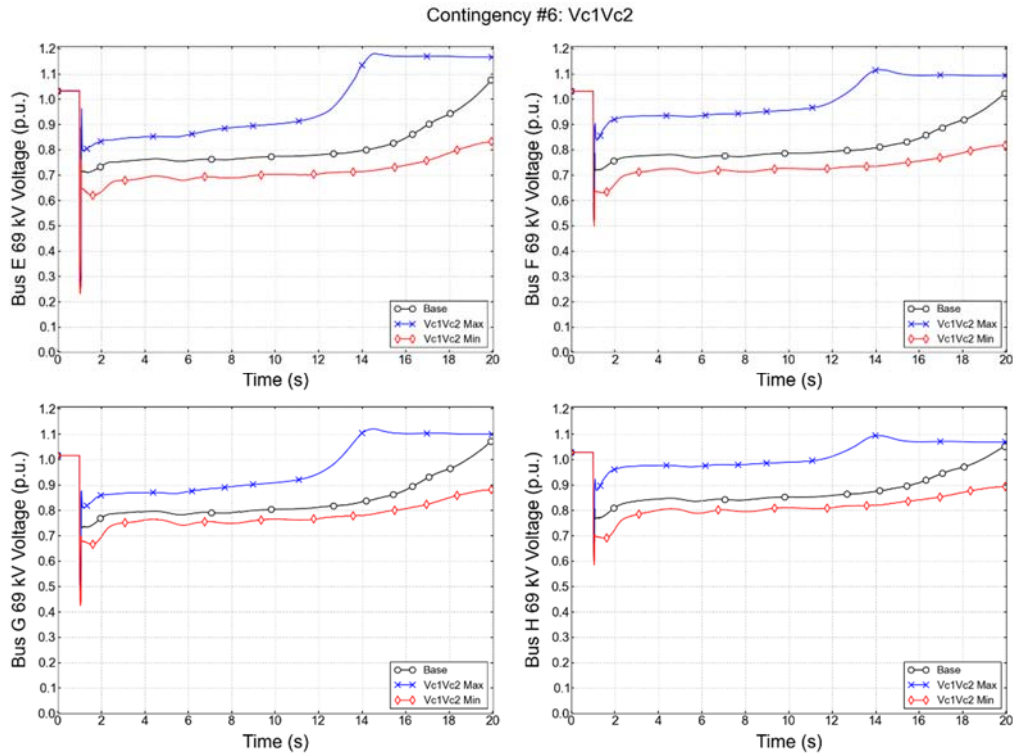 Contingency #6: Vc1Vc2
Bus E 69 kV Voltage (p.u.)
1.2
1.1
1.0
0.9
0.8
0.7
0.6
0.5
0.4
0.3
0.2
0.1
0.0
Base
Vc1Vc2 Max
Vc1Vc2 Min
0 2 4 6 8 10 12 14 16 18 20
Time (s)
Bus F 69 kV Voltage (p.u.)
1.2
1.1
1.0
0.9
0.8
0.7
0.6
0.5
0.4
0.3
0.2
0.1
0.0
Base
Vc1Vc2 Max
Vc1Vc2 Min
0 2 4 6 8 10 12 14 16 18 20
Time (s)
Bus G 69 kV Voltage (p.u.)
1.2
1.1
1.0
0.9
0.8
0.7
0.6
0.5
0.4
0.3
0.2
0.1
0.0
Base
Vc1Vc2 Max
Vc1Vc2 Min
0 2 4 6 8 10 12 14 16 18 20
Time (s)
Bus H 69 kV Voltage (p.u.)
1.2
1.1
1.0
0.9
0.8
0.7
0.6
0.5
0.4
0.3
0.2
0.1
0.0
Base
Vc1Vc2 Max
Vc1Vc2 Min
0 2 4 6 8 10 12 14 16 18 20
Time (s)